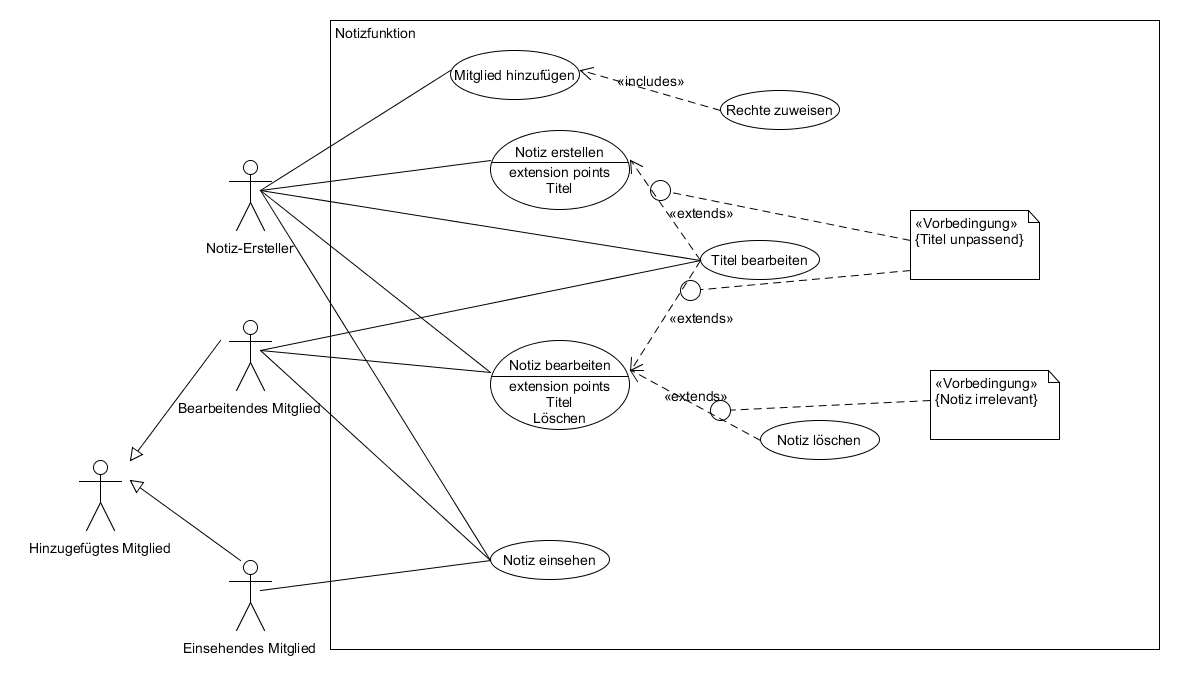 Notizfunktion
Mitglied hinzufügen
«includes»
Rechte zuweisen
Notiz erstellen
extension points
Titel
«extends»
«Vorbedingung»
{Titel unpassend}
Notiz-Ersteller
Titel bearbeiten
«extends»
Notiz bearbeiten
extension points
Titel
Löschen
«extends»
«Vorbedingung»
{Notiz irrelevant}
Bearbeitendes Mitglied
Notiz löschen
Hinzugefügtes Mitglied
Notiz einsehen
Einsehendes Mitglied